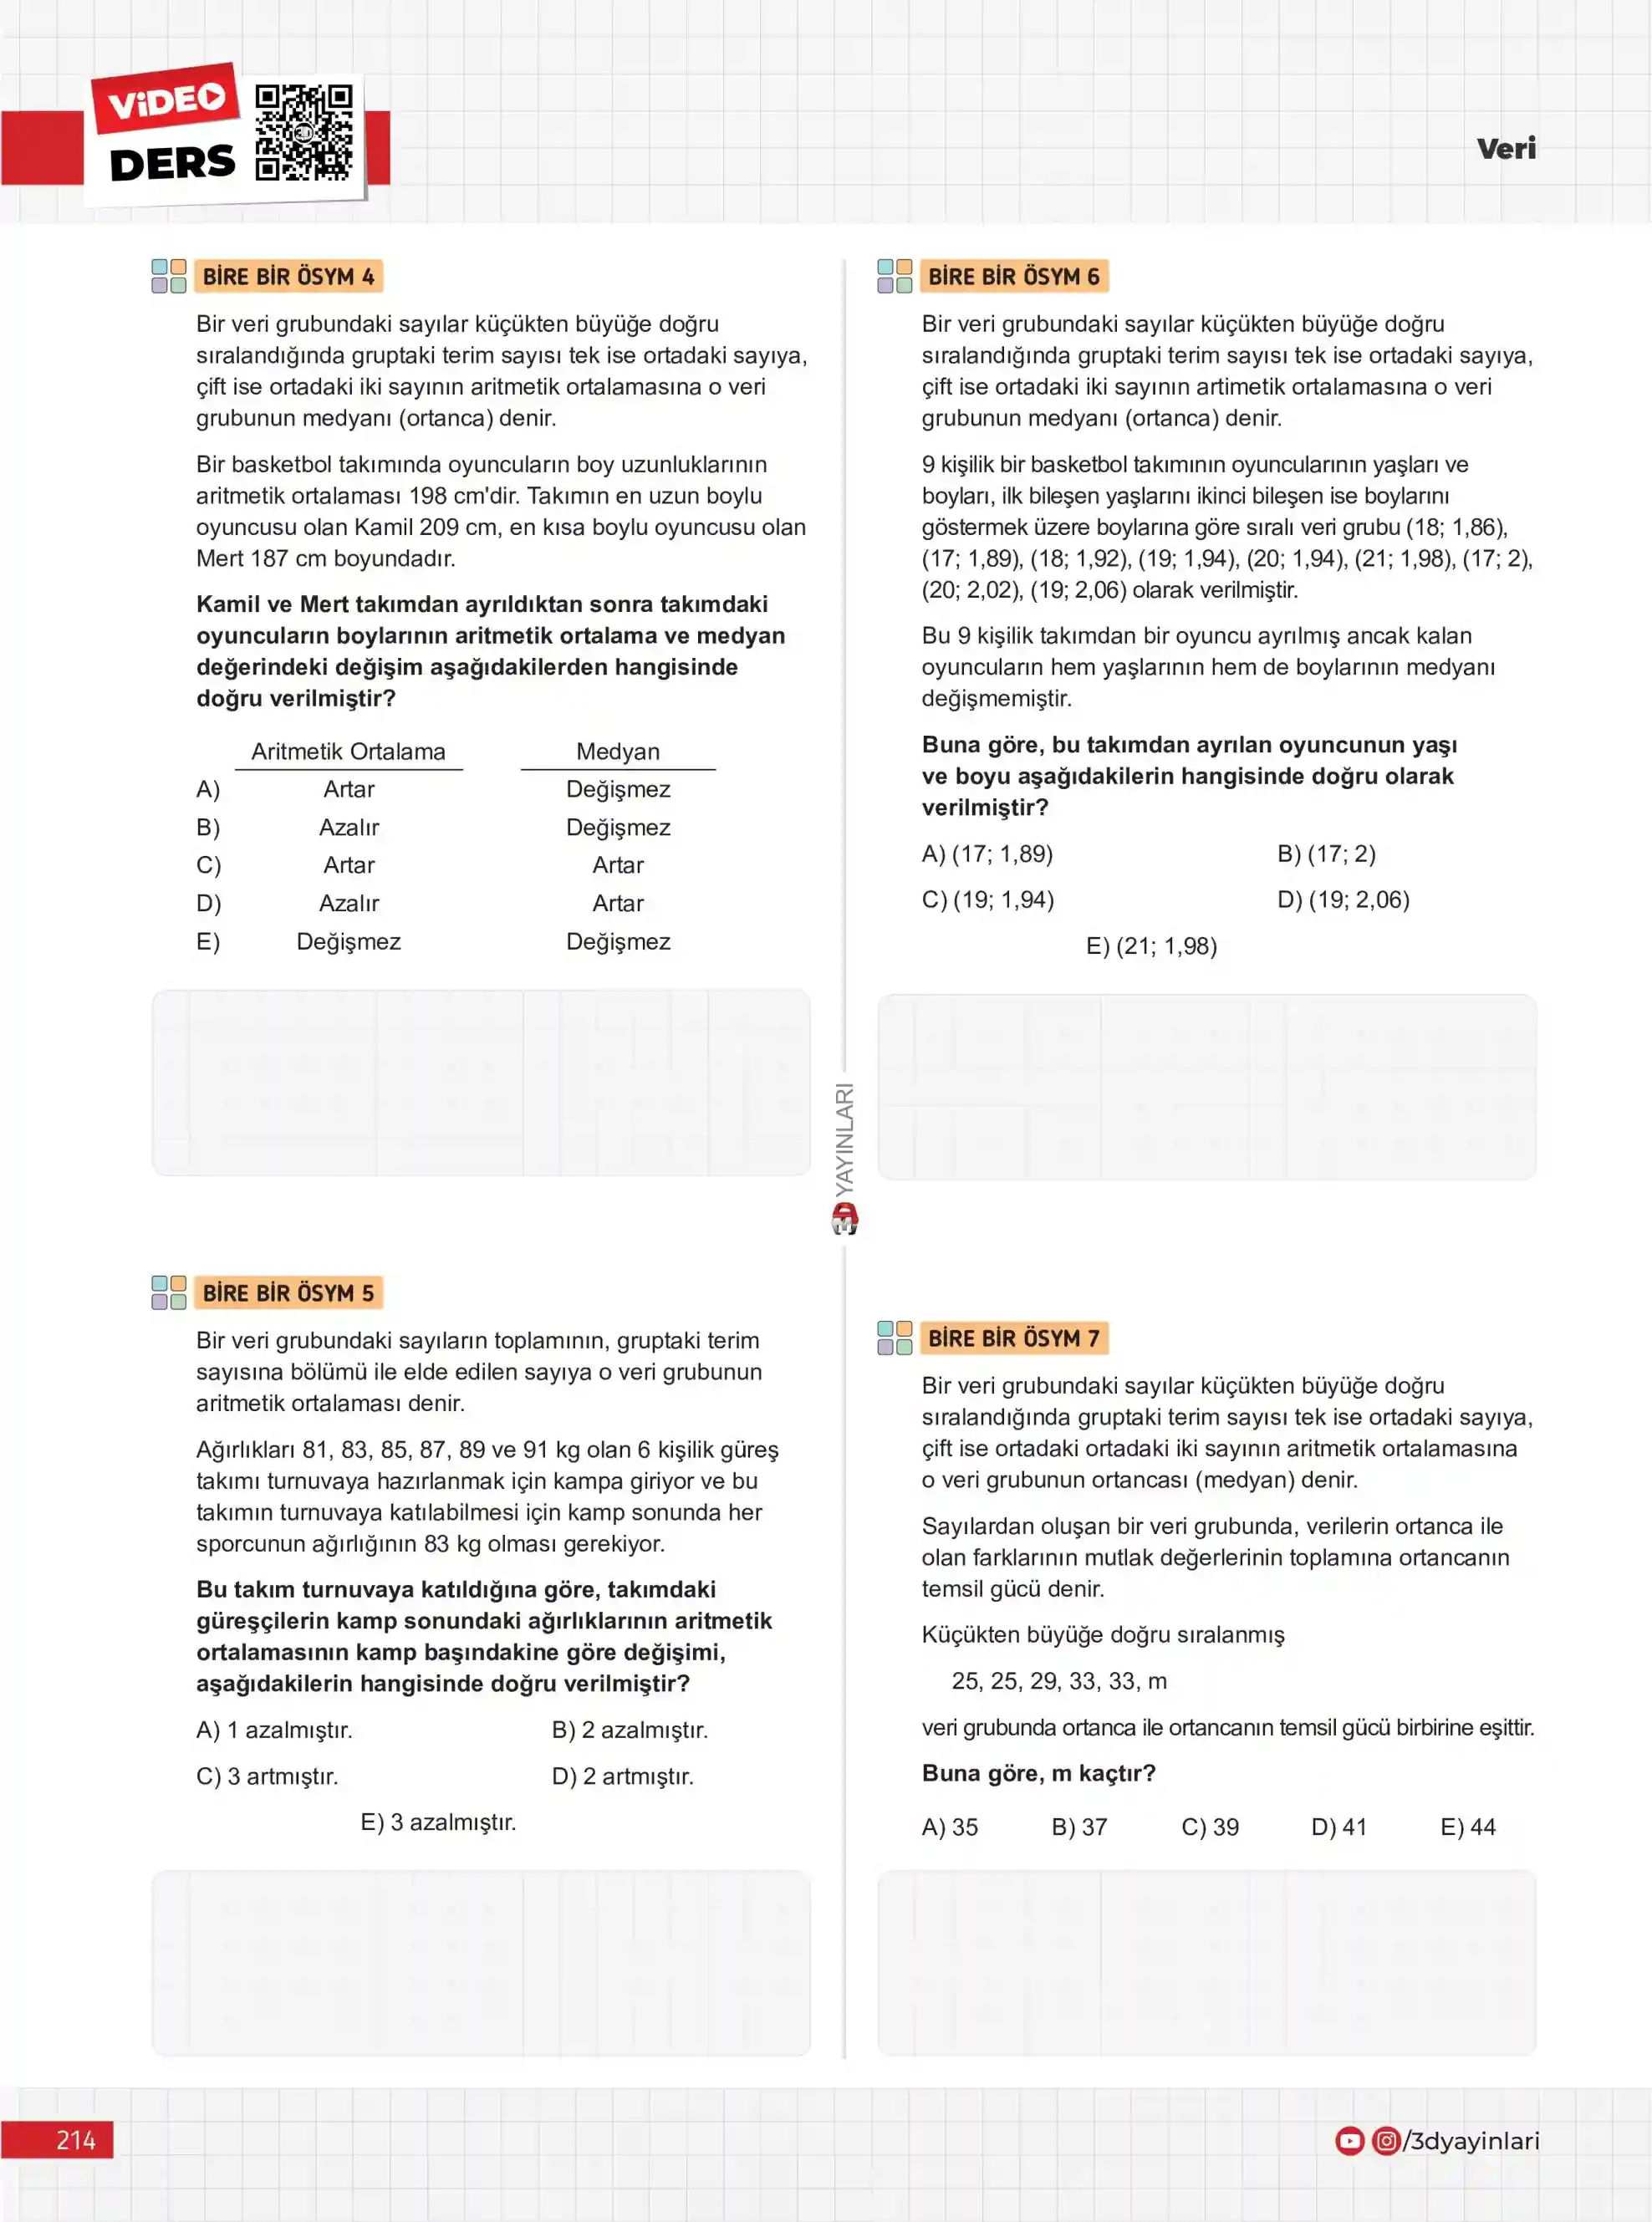 VİDEO
DERS
Veri
BİRE BİR ÖSYM 4
Bir veri grubundaki sayılar küçükten büyüğe doğru
sıralandığında gruptaki terim sayısı tek ise ortadaki sayıya,
çift ise ortadaki iki sayının aritmetik ortalamasına o veri
grubunun medyanı (ortanca) denir.
Bir basketbol takımında oyuncuların boy uzunluklarının
aritmetik ortalaması 198 cm'dir. Takımın en uzun boylu
oyuncusu olan Kamil 209 cm, en kısa boylu oyuncusu olan
Mert 187 cm boyundadır.
Kamil ve Mert takımdan ayrıldıktan sonra takımdaki
oyuncuların boylarının aritmetik ortalama ve medyan
değerindeki değişim aşağıdakilerden hangisinde
doğru verilmiştir?
Aritmetik Ortalama Medyan
A) Artar Değişmez
B) Azalır Değişmez
C) Artar Artar
D) Azalır Artar
E) Değişmez Değişmez
BİRE BİR ÖSYM 5
Bir veri grubundaki sayıların toplamının, gruptaki terim
sayısına bölümü ile elde edilen sayıya o veri grubunun
aritmetik ortalaması denir.
Ağırlıkları 81, 83, 85, 87, 89 ve 91 kg olan 6 kişilik güreş
takımı turnuvaya hazırlanmak için kampa giriyor ve bu
takımın turnuvaya katılabilmesi için kamp sonunda her
sporcunun ağırlığının 83 kg olması gerekiyor.
Bu takım turnuvaya katıldığına göre, takımdaki
güreşçilerin kamp sonundaki ağırlıklarının aritmetik
ortalamasının kamp başındakine göre değişimi,
aşağıdakilerin hangisinde doğru verilmiştir?
A) 1 azalmıştır. B) 2 azalmıştır.
C) 3 artmıştır. D) 2 artmıştır.
E) 3 azalmıştır.
YAYINLARI
BİRE BİR ÖSYM 6
Bir veri grubundaki sayılar küçükten büyüğe doğru
sıralandığında gruptaki terim sayısı tek ise ortadaki sayıya,
çift ise ortadaki iki sayının artimetik ortalamasına o veri
grubunun medyanı (ortanca) denir.
9 kişilik bir basketbol takımının oyuncularının yaşları ve
boyları, ilk bileşen yaşlarını ikinci bileşen ise boylarını
göstermek üzere boylarına göre sıralı veri grubu (18; 1,86),
(17; 1,89), (18; 1,92), (19; 1,94), (20; 1,94), (21; 1,98), (17; 2),
(20; 2,02), (19; 2,06) olarak verilmiştir.
Bu 9 kişilik takımdan bir oyuncu ayrılmış ancak kalan
oyuncuların hem yaşlarının hem de boylarının medyanı
değişmemiştir.
Buna göre, bu takımdan ayrılan oyuncunun yaşı
ve boyu aşağıdakilerin hangisinde doğru olarak
verilmiştir?
A) (17; 1,89) B) (17; 2)
C) (19; 1,94) D) (19; 2,06)
E) (21; 1,98)
BİRE BİR ÖSYM 7
Bir veri grubundaki sayılar küçükten büyüğe doğru
sıralandığında gruptaki terim sayısı tek ise ortadaki sayıya,
çift ise ortadaki ortadaki iki sayının aritmetik ortalamasına
o veri grubunun ortancası (medyan) denir.
Sayılardan oluşan bir veri grubunda, verilerin ortanca ile
olan farklarının mutlak değerlerinin toplamına ortancanın
temsil gücü denir.
Küçükten büyüğe doğru sıralanmış
25, 25, 29, 33, 33, m
veri grubunda ortanca ile ortancanın temsil gücü birbirine eşittir.
Buna göre, m kaçtır?
A) 35 B) 37 C) 39 D) 41 E) 44
214
/3dyayinlari